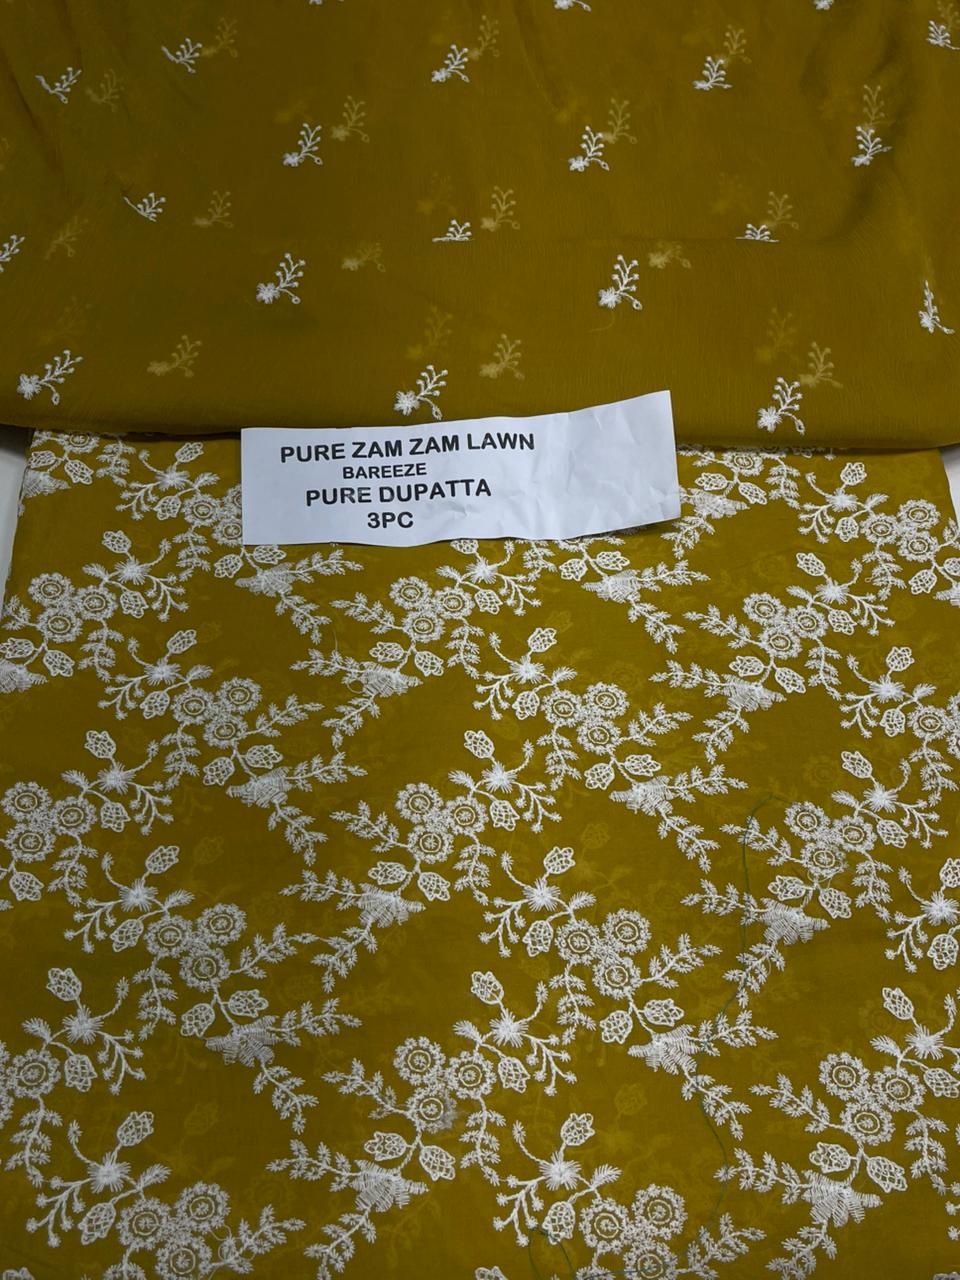 PURE ZAM ZAM LAWN
BAREEZE
PURE DUPATTA
3PC